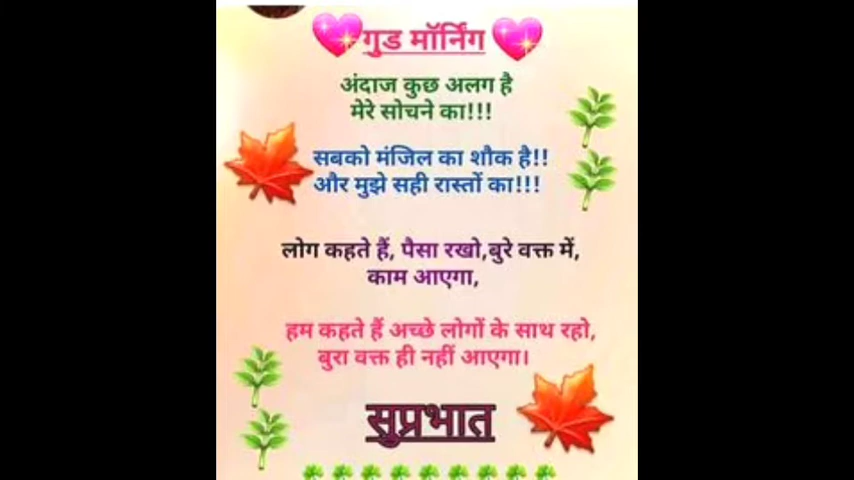 गुड मॉर्निंग
अंदाज कुछ अलग है
मेरे सोचने का!!!
सबको मंजिल का शौक है!!
और मुझे सही रास्तों का!!!
लोग कहते हैं, पैसा रखो,बुरे वक्त में,
काम आएगा,
हम कहते हैं अच्छे लोगों के साथ रहो,
बुरा वक्त ही नहीं आएगा।
सुप्रभात